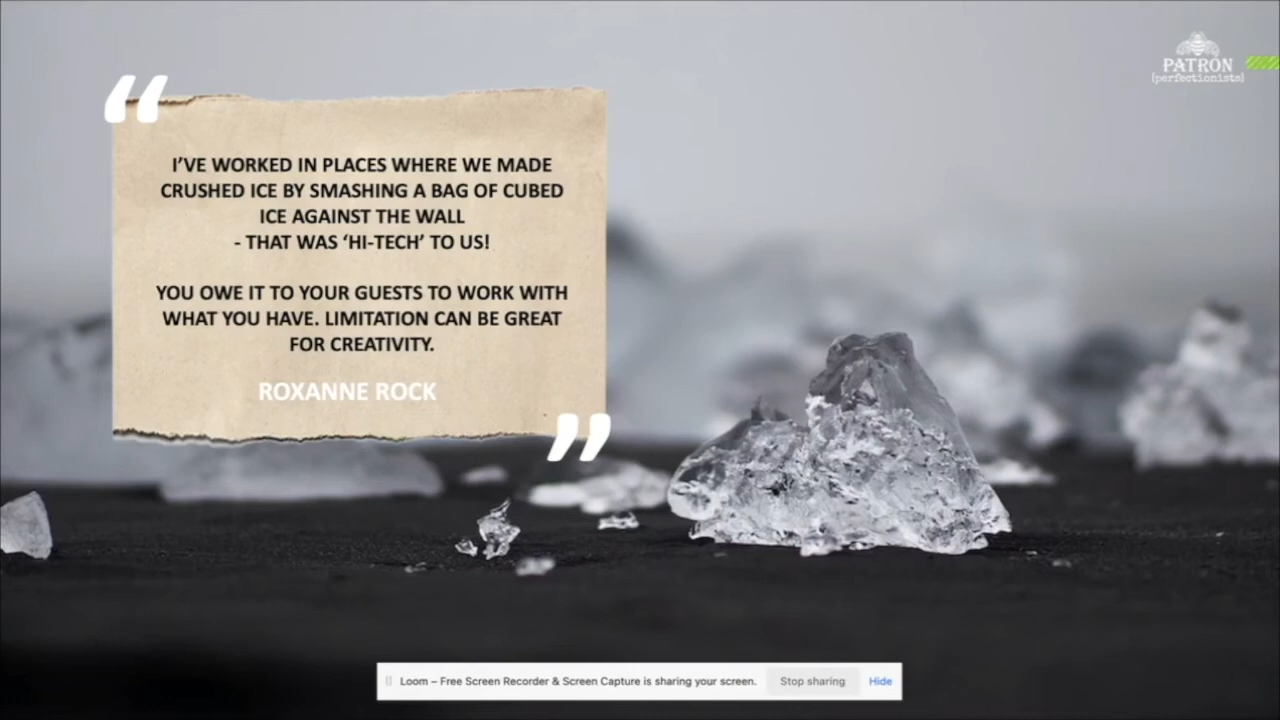 PATRÓN
{perfectionists}
“
I’VE WORKED IN PLACES WHERE WE MADE
CRUSHED ICE BY SMASHING A BAG OF CUBED
ICE AGAINST THE WALL
- THAT WAS ‘HI-TECH’ TO US!
YOU OWE IT TO YOUR GUESTS TO WORK WITH
WHAT YOU HAVE. LIMITATION CAN BE GREAT
FOR CREATIVITY.
ROXANNE ROCK
”
Loom – Free Screen Recorder & Screen Capture is sharing your screen. Stop sharing Hide